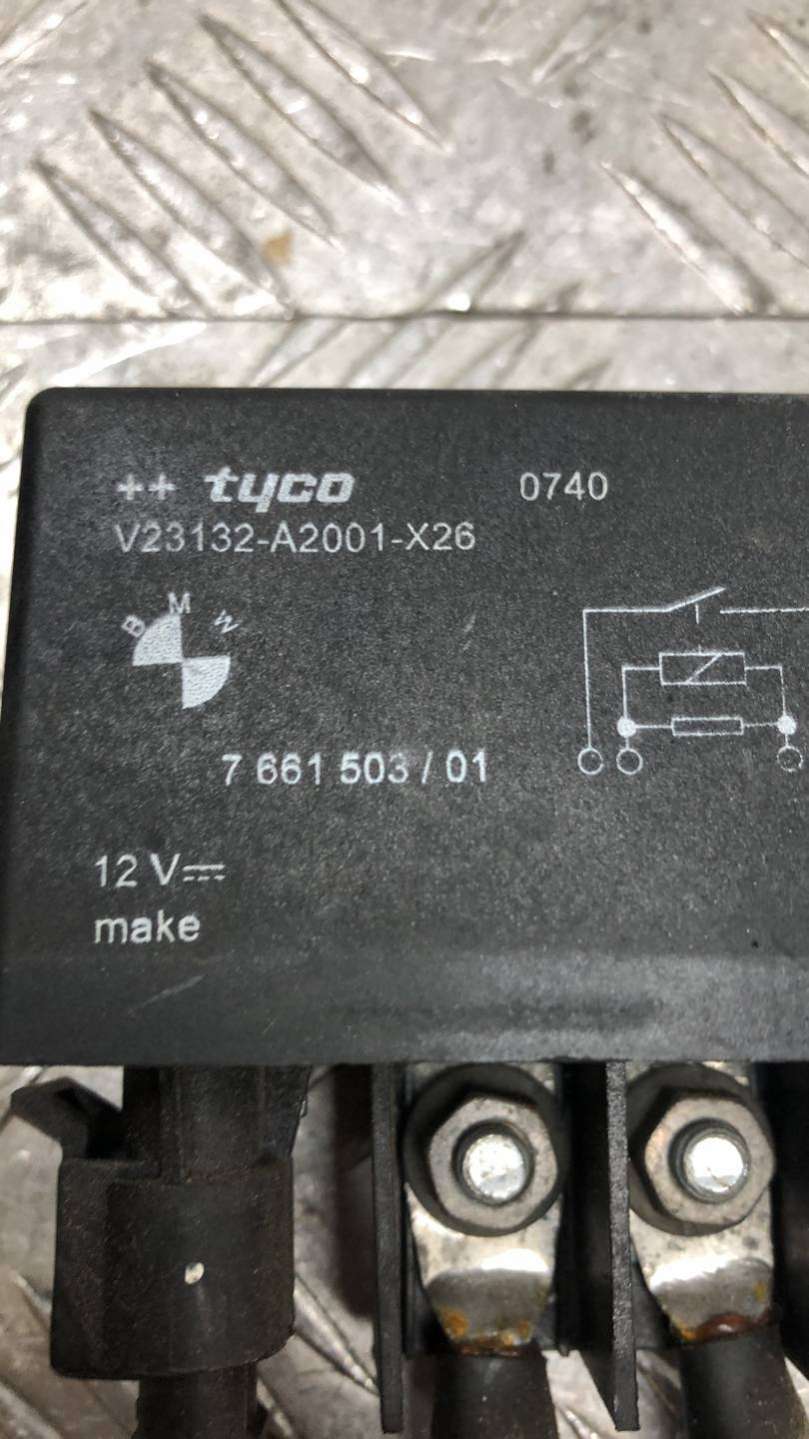 ++ tyco 0740
V23132-A2001-X26
B M W
7 661 503 / 01
12 V⎓
make